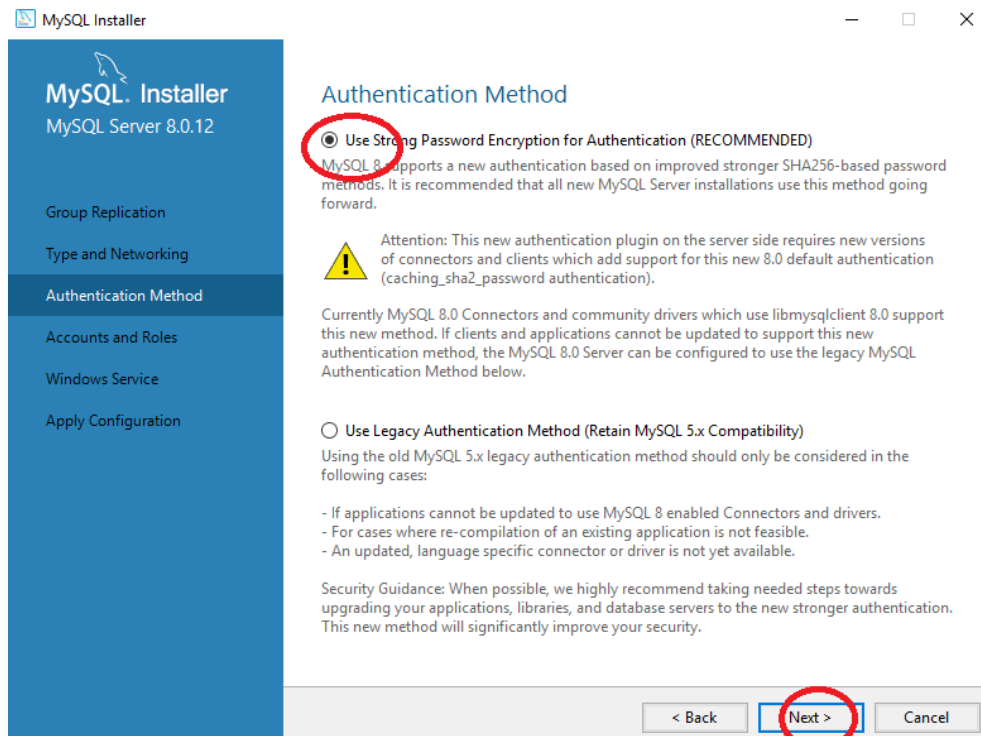 MySQL Installer
MySQL. Installer
MySQL Server 8.0.12
Group Replication
Type and Networking
Authentication Method
Accounts and Roles
Windows Service
Apply Configuration
Authentication Method
Use Strong Password Encryption for Authentication (RECOMMENDED)
MySQL 8 supports a new authentication based on improved stronger SHA256-based password
methods. It is recommended that all new MySQL Server installations use this method going
forward.
Attention: This new authentication plugin on the server side requires new versions
of connectors and clients which add support for this new 8.0 default authentication
(caching_sha2_password authentication).
Currently MySQL 8.0 Connectors and community drivers which use libmysqlclient 8.0 support
this new method. If clients and applications cannot be updated to support this new
authentication method, the MySQL 8.0 Server can be configured to use the legacy MySQL
Authentication Method below.
Use Legacy Authentication Method (Retain MySQL 5.x Compatibility)
Using the old MySQL 5.x legacy authentication method should only be considered in the
following cases:
- If applications cannot be updated to use MySQL 8 enabled Connectors and drivers.
- For cases where re-compilation of an existing application is not feasible.
- An updated, language specific connector or driver is not yet available.
Security Guidance: When possible, we highly recommend taking needed steps towards
upgrading your applications, libraries, and database servers to the new stronger authentication.
This new method will significantly improve your security.
< Back
Next >
Cancel